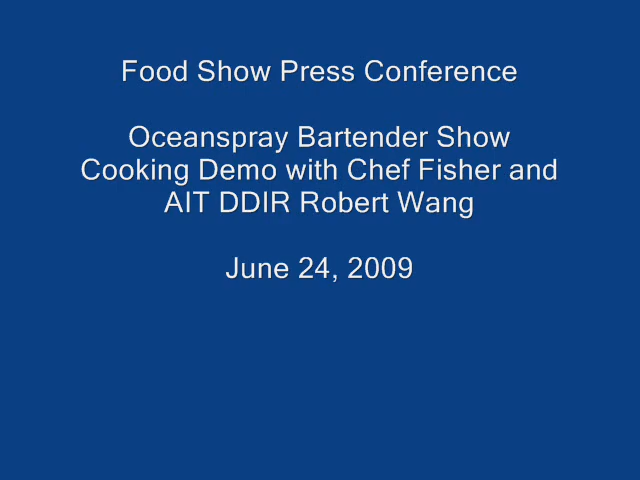 Food Show Press Conference
Oceanspray Bartender Show
Cooking Demo with Chef Fisher and
AIT DDIR Robert Wang
June 24, 2009